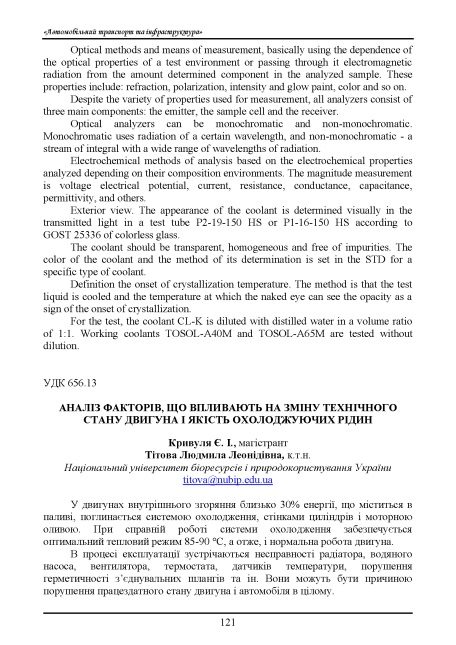 «Автомобільний транспорт та інфраструктура»
Optical methods and means of measurement, basically using the dependence of
the optical properties of a test environment or passing through it electromagnetic
radiation from the amount determined component in the analyzed sample. These
properties include: refraction, polarization, intensity and glow paint, color and so on.
Despite the variety of properties used for measurement, all analyzers consist of
three main components: the emitter, the sample cell and the receiver.
Optical analyzers can be monochromatic and non-monochromatic.
Monochromatic uses radiation of a certain wavelength, and non-monochromatic - a
stream of integral with a wide range of wavelengths of radiation.
Electrochemical methods of analysis based on the electrochemical properties
analyzed depending on their composition environments. The magnitude measurement
is voltage electrical potential, current, resistance, conductance, capacitance,
permittivity, and others.
Exterior view. The appearance of the coolant is determined visually in the
transmitted light in a test tube P2-19-150 HS or P1-16-150 HS according to
GOST 25336 of colorless glass.
The coolant should be transparent, homogeneous and free of impurities. The
color of the coolant and the method of its determination is set in the STD for a
specific type of coolant.
Definition the onset of crystallization temperature. The method is that the test
liquid is cooled and the temperature at which the naked eye can see the opacity as a
sign of the onset of crystallization.
For the test, the coolant CL-K is diluted with distilled water in a volume ratio
of 1:1. Working coolants TOSOL-A40M and TOSOL-A65M are tested without
dilution.
УДК 656.13
АНАЛІЗ ФАКТОРІВ, ЩО ВПЛИВАЮТЬ НА ЗМІНУ ТЕХНІЧНОГО
СТАНУ ДВИГУНА І ЯКІСТЬ ОХОЛОДЖУЮЧИХ РІДИН
Кривуля Є. І., магістрант
Тітова Людмила Леонідівна, к.т.н.
Національний університет біоресурсів і природокористування України
titova@nubip.edu.ua
У двигунах внутрішнього згоряння близько 30% енергії, що міститься в
паливі, поглинається системою охолодження, стінками циліндрів і моторною
оливою. При справній роботі системи охолодження забезпечується
оптимальний тепловий режим 85-90 °С, а отже, і нормальна робота двигуна.
В процесі експлуатації зустрічаються несправності радіатора, водяного
насоса, вентилятора, термостата, датчиків температури, порушення
герметичності з’єднувальних шлангів та ін. Вони можуть бути причиною
порушення працездатного стану двигуна і автомобіля в цілому.
121